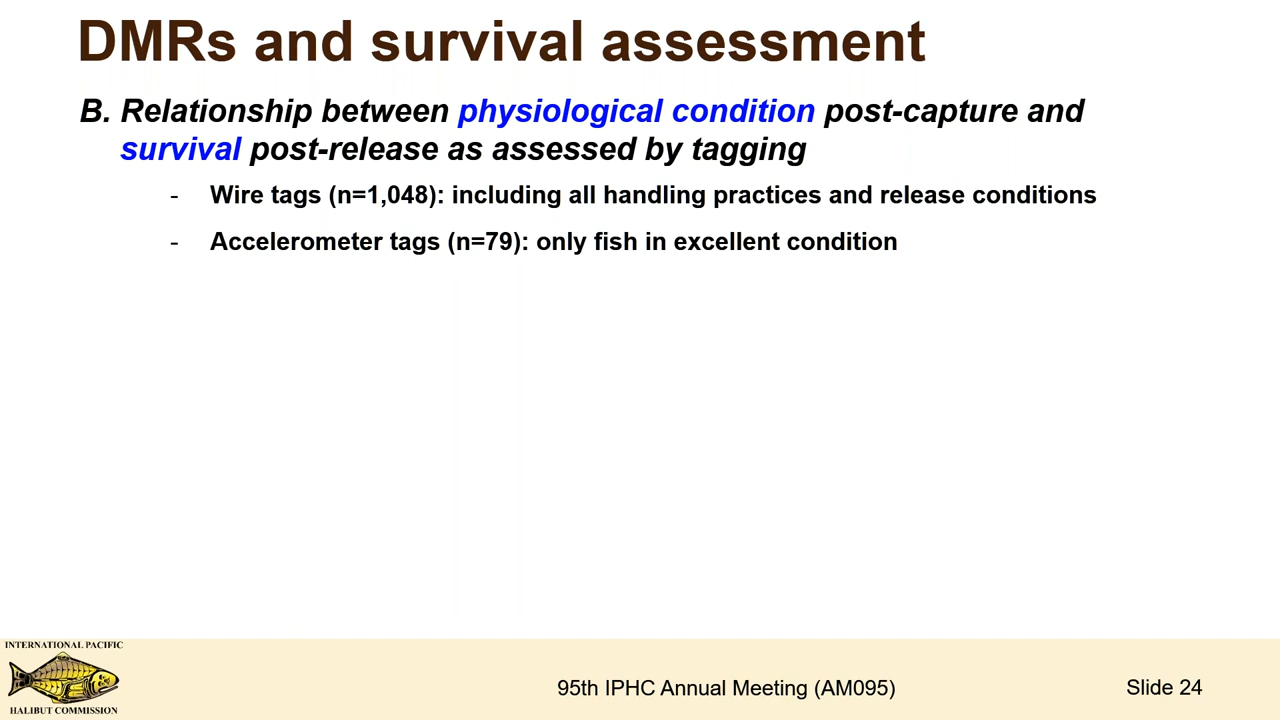 DMRs and survival assessment
B. Relationship between physiological condition post-capture and
survival post-release as assessed by tagging
- Wire tags (n=1,048): including all handling practices and release conditions
- Accelerometer tags (n=79): only fish in excellent condition
INTERNATIONAL PACIFIC
HALIBUT COMMISSION
95th IPHC Annual Meeting (AM095)
Slide 24